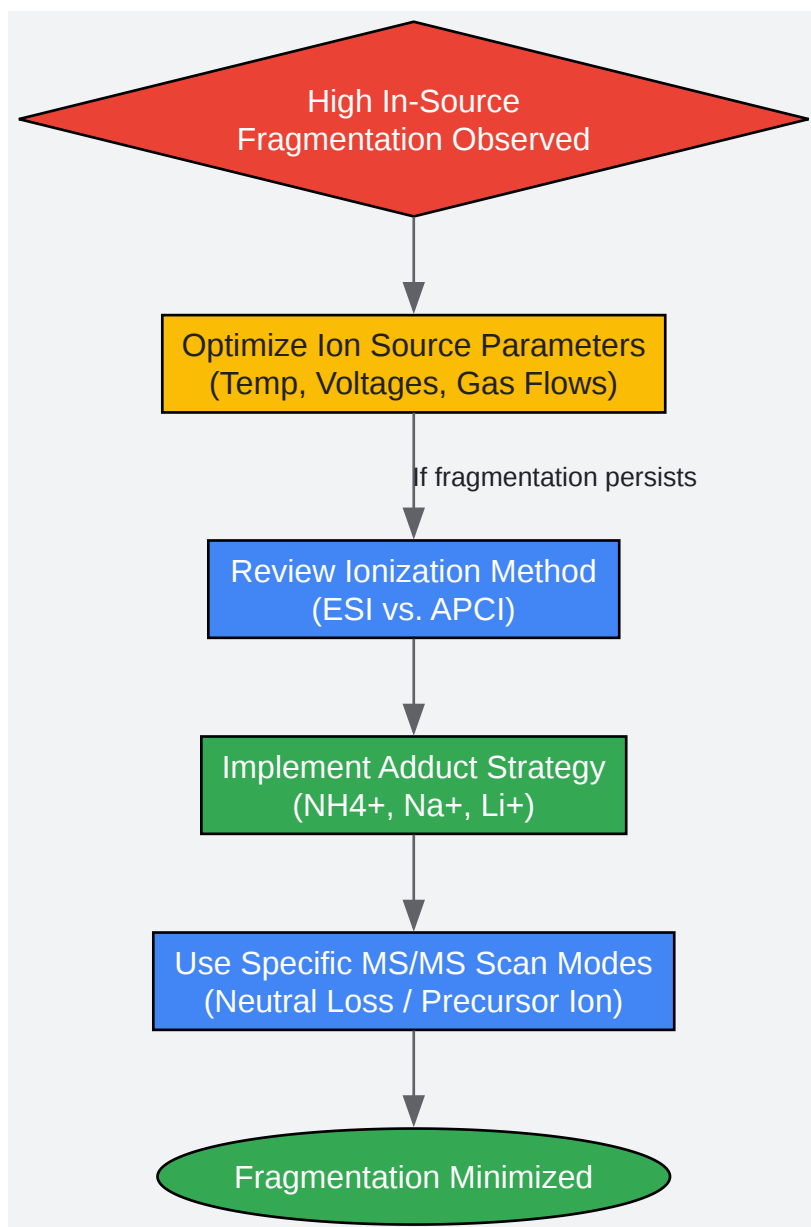 High In-Source
Fragmentation Observed
Optimize Ion Source Parameters
(Temp, Voltages, Gas Flows)
If fragmentation persists
Review Ionization Method
(ESI vs. APCI)
Implement Adduct Strategy
(NH4+, Na+, Li+)
Use Specific MS/MS Scan Modes
(Neutral Loss / Precursor Ion)
Fragmentation Minimized